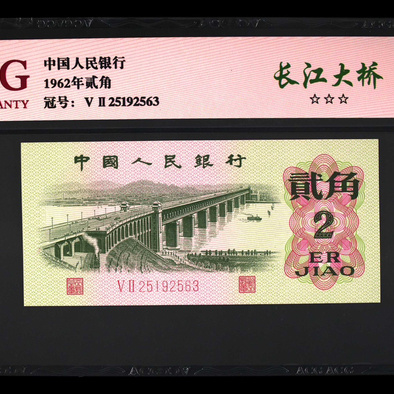 G
中国人民银行
1962年贰角
冠号: V II 25192563
长江大桥
☆☆☆
ANTY
中國人民銀行
貳角
2
ER
JIAO
V II 25192563